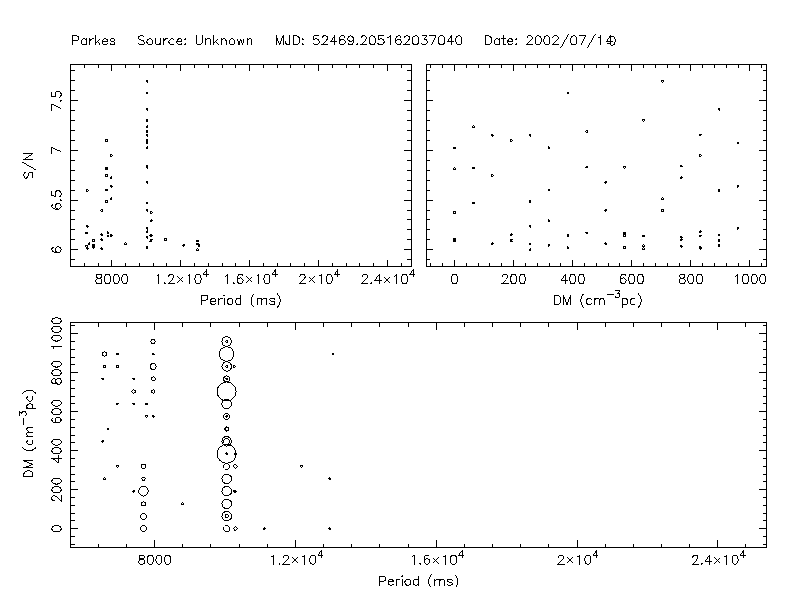 Parkes Source: Unknown MJD: 52469.205162037040 Date: 2002/07/14
S/N
7.5
7
6.5
6
8000 1.2×10⁴ 1.6×10⁴ 2×10⁴ 2.4×10⁴
Period (ms)
0 200 400 600 800 1000
DM (cm⁻³pc)
DM (cm⁻³pc)
1000
800
600
400
200
0
8000 1.2×10⁴ 1.6×10⁴ 2×10⁴ 2.4×10⁴
Period (ms)